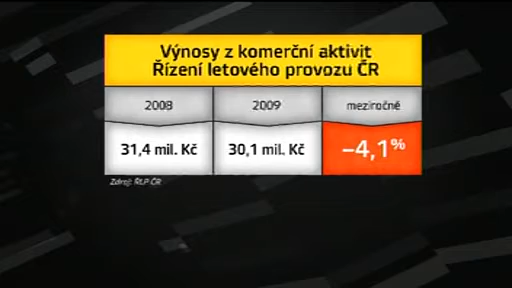 Výnosy z komerční aktivit
Řízení letového provozu ČR
2008 2009 meziročně
31,4 mil. Kč 30,1 mil. Kč –4,1%
Zdroj: ŘLP ČR